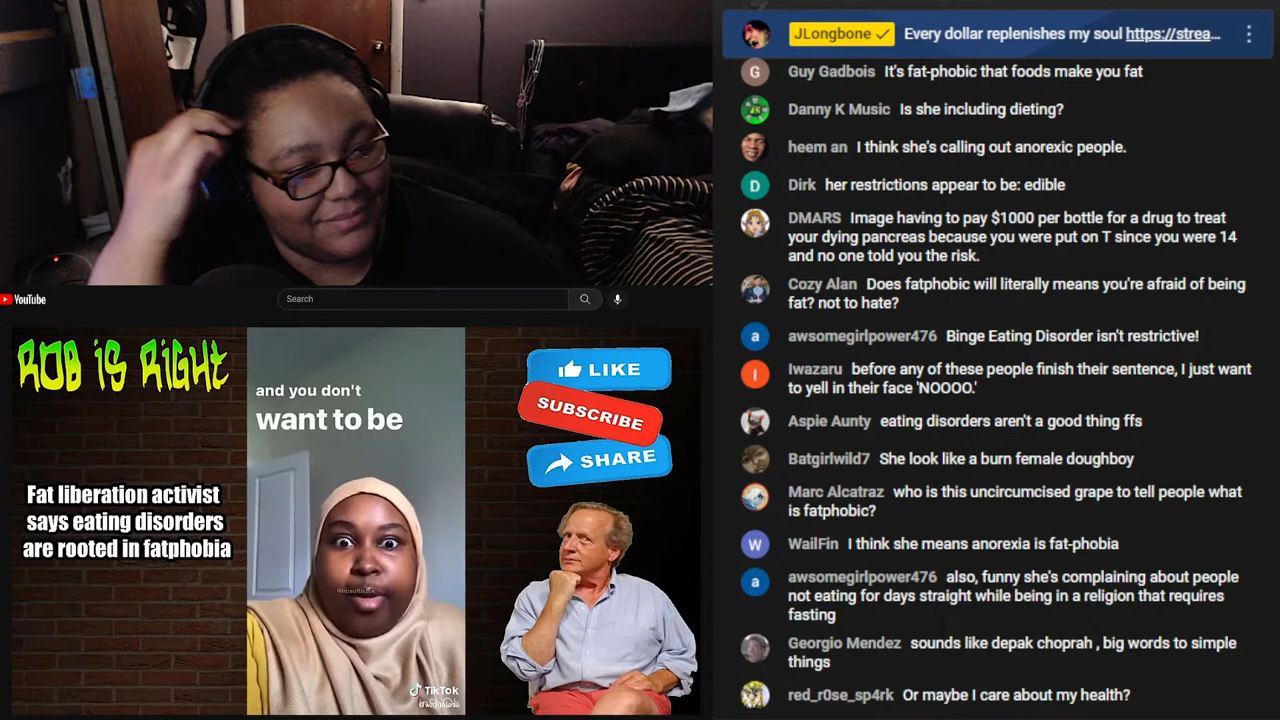 JLongbone Every dollar replenishes my soul https://strea...
Guy Gadbois It's fat-phobic that foods make you fat
Danny K Music Is she including dieting?
heem an I think she's calling out anorexic people.
D
Dirk her restrictions appear to be: edible
DMARS Image having to pay $1000 per bottle for a drug to treat
your dying pancreas because you were put on T since you were 14
and no one told you the risk.
Cozy Alan Does fatphobic will literally means you're afraid of being
fat? not to hate?
a
awsomegirlpower476 Binge Eating Disorder isn't restrictive!
I
Iwazaru before any of these people finish their sentence, I just want
to yell in their face 'NOOOO.'
Aspie Aunty eating disorders aren't a good thing ffs
Batgirlwild7 She look like a burn female doughboy
Marc Alcatraz who is this uncircumcised grape to tell people what
is fatphobic?
W
WailFin I think she means anorexia is fat-phobia
a
awsomegirlpower476 also, funny she's complaining about people
not eating for days straight while being in a religion that requires
fasting
Georgio Mendez sounds like depak choprah , big words to simple
things
red_r0se_sp4rk Or maybe I care about my health?
G
YouTube
Search
ROB iS RiGHT
Fat liberation activist
says eating disorders
are rooted in fatphobia
and you don't
want to be
@libsoftiktok
TikTok
LIKE
SUBSCRIBE
SHARE